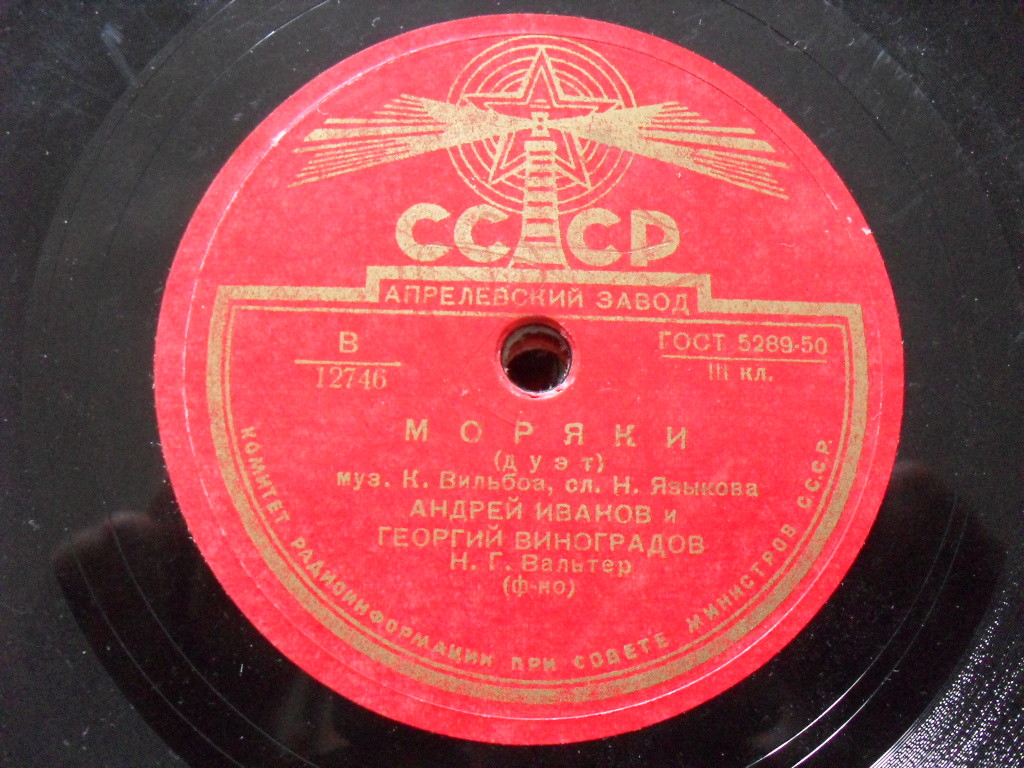 СССР
АПРЕЛЕВСКИЙ ЗАВОД
В
12746
ГОСТ 5289-50
III кл.
МОРЯКИ
(дуэт)
муз. К. Вильбоа, сл. Н. Языкова
АНДРЕЙ ИВАНОВ и
ГЕОРГИЙ ВИНОГРАДОВ
Н. Г. Вальтер
(ф-но)
КОМИТЕТ РАДИОИНФОРМАЦИИ ПРИ СОВЕТЕ МИНИСТРОВ С.С.С.Р.